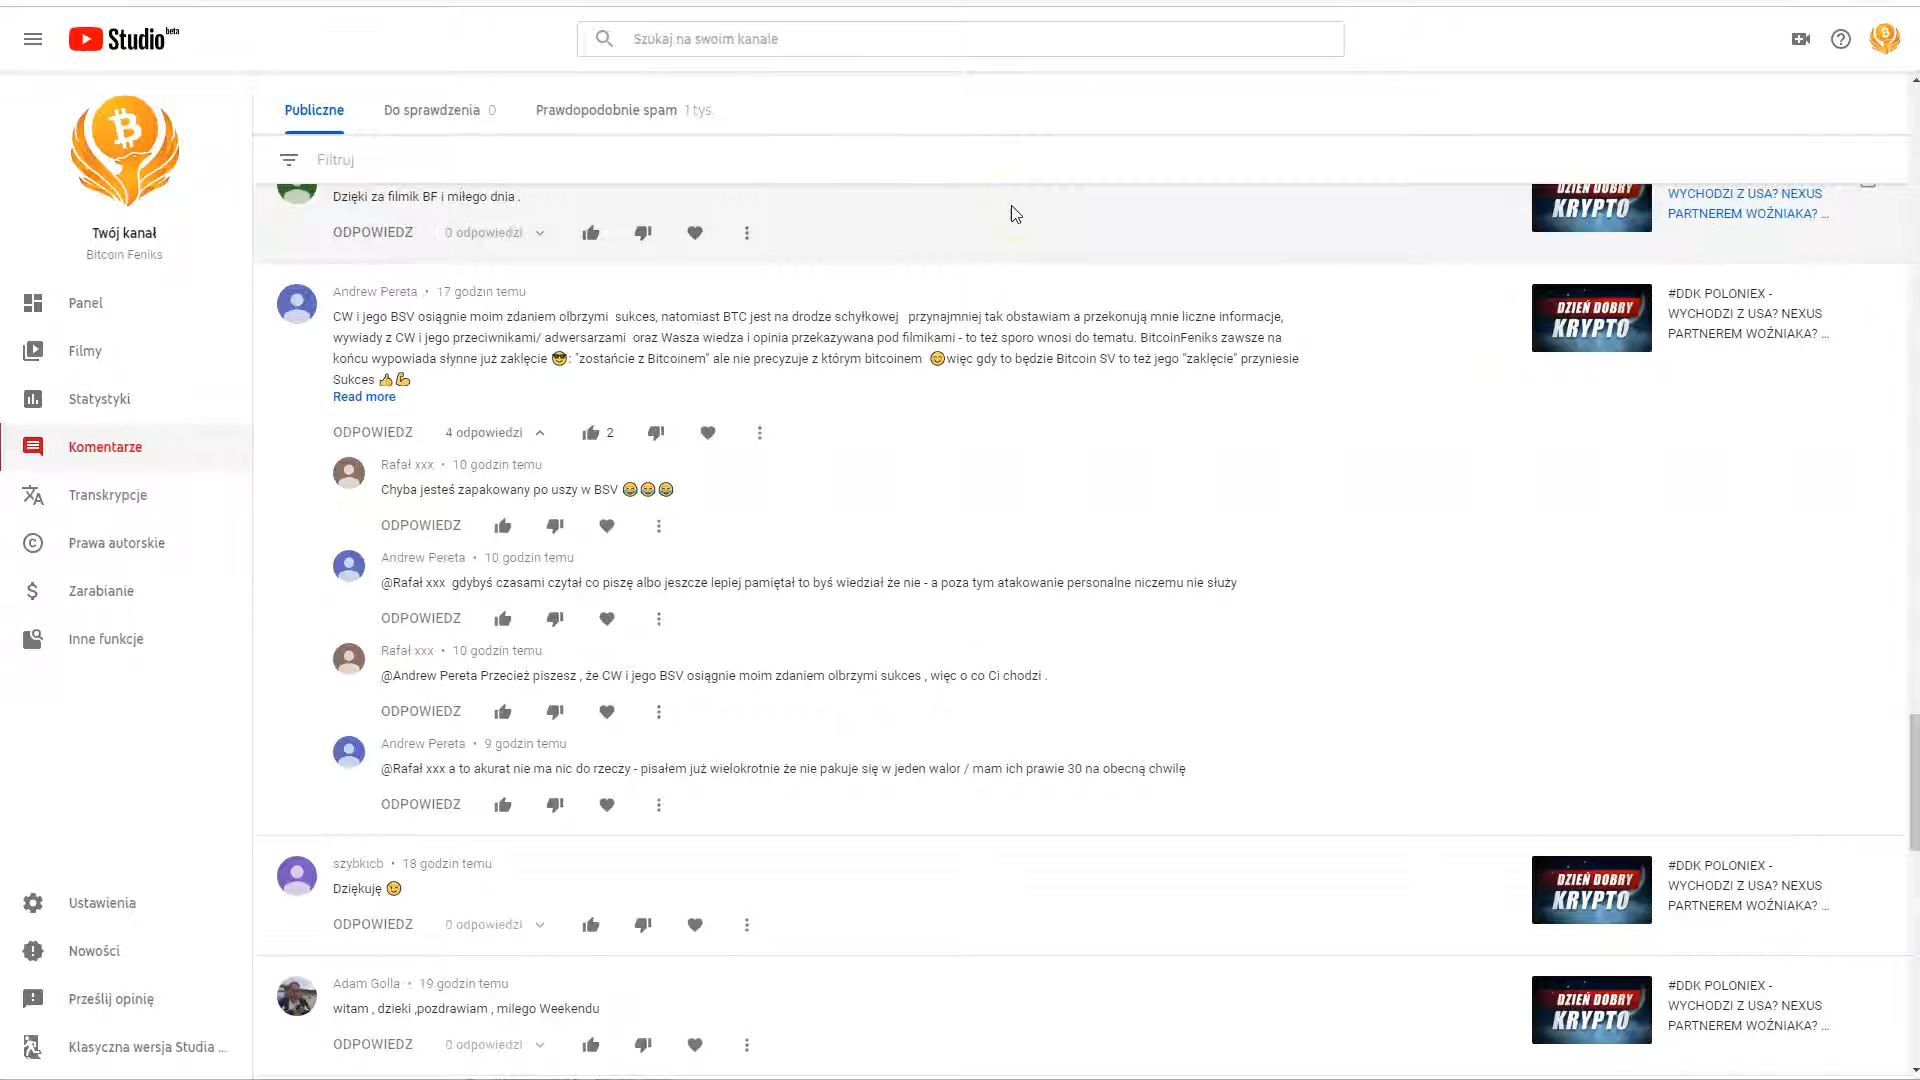 Studio beta
Szukaj na swoim kanale
Twój kanał
Bitcoin Feniks
Panel
Filmy
Statystyki
Komentarze
Transkrypcje
Prawa autorskie
Zarabianie
Inne funkcje
Ustawienia
Nowości
Prześlij opinię
Klasyczna wersja Studia ...
Publiczne
Do sprawdzenia 0
Prawdopodobnie spam 1 tys.
Filtruj
Dzięki za filmik BF i miłego dnia .
ODPOWIEDZ 0 odpowiedzi
DZIEŃ DOBRY
KRYPTO
WYCHODZI Z USA? NEXUS
PARTNEREM WOŹNIAKA? ...
Andrew Pereta • 17 godzin temu
CW i jego BSV osiągnie moim zdaniem olbrzymi sukces, natomiast BTC jest na drodze schyłkowej przynajmniej tak obstawiam a przekonują mnie liczne informacje,
wywiady z CW i jego przeciwnikami/ adwersarzami oraz Wasza wiedza i opinia przekazywana pod filmikami - to też sporo wnosi do tematu. BitcoinFeniks zawsze na
końcu wypowiada słynne już zaklęcie 😎: "zostańcie z Bitcoinem" ale nie precyzuje z którym bitcoinem 😊więc gdy to będzie Bitcoin SV to też jego "zaklęcie" przyniesie
Sukces 👍💪
Read more
ODPOWIEDZ 4 odpowiedzi 2
DZIEŃ DOBRY
KRYPTO
#DDK POLONIEX -
WYCHODZI Z USA? NEXUS
PARTNEREM WOŹNIAKA? ...
Rafał xxx • 10 godzin temu
Chyba jesteś zapakowany po uszy w BSV 😂😂😂
ODPOWIEDZ
Andrew Pereta • 10 godzin temu
@Rafał xxx gdybyś czasami czytał co piszę albo jeszcze lepiej pamiętał to byś wiedział że nie - a poza tym atakowanie personalne niczemu nie służy
ODPOWIEDZ
Rafał xxx • 10 godzin temu
@Andrew Pereta Przecież piszesz , że CW i jego BSV osiągnie moim zdaniem olbrzymi sukces , więc o co Ci chodzi .
ODPOWIEDZ
Andrew Pereta • 9 godzin temu
@Rafał xxx a to akurat nie ma nic do rzeczy - pisałem już wielokrotnie że nie pakuje się w jeden walor / mam ich prawie 30 na obecną chwilę
ODPOWIEDZ
szybkicb • 18 godzin temu
Dziękuję 😉
ODPOWIEDZ 0 odpowiedzi
DZIEŃ DOBRY
KRYPTO
#DDK POLONIEX -
WYCHODZI Z USA? NEXUS
PARTNEREM WOŹNIAKA? ...
Adam Golla • 19 godzin temu
witam , dzieki ,pozdrawiam , milego Weekendu
ODPOWIEDZ 0 odpowiedzi
DZIEŃ DOBRY
KRYPTO
#DDK POLONIEX -
WYCHODZI Z USA? NEXUS
PARTNEREM WOŹNIAKA? ...